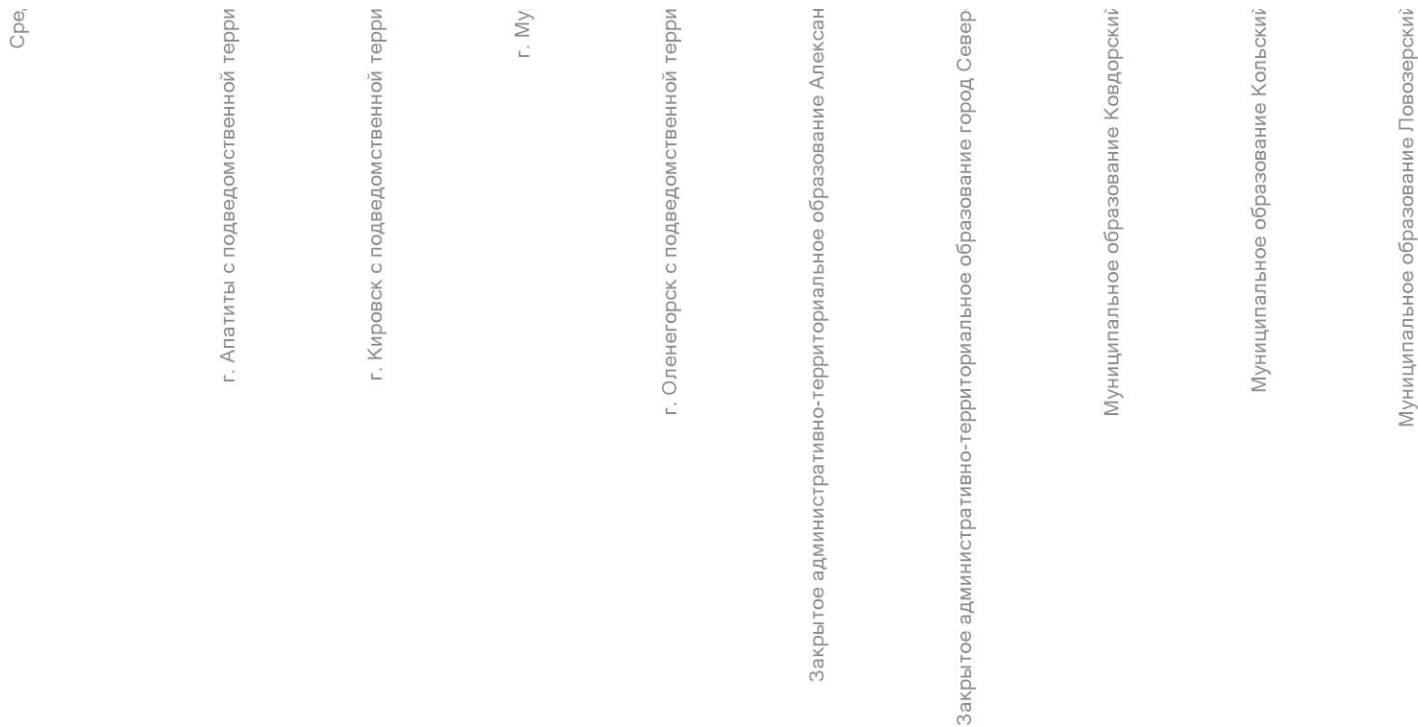 Сре
г. Апатиты с подведомственной терри
г. Кировск с подведомственной терри
г. Му
г. Оленегорск с подведомственной терри
Закрытое административно-территориальное образование Алексан
Закрытое административно-территориальное образование город Север
Муниципальное образование Ковдорский
Муниципальное образование Кольский
Муниципальное образование Ловозерский